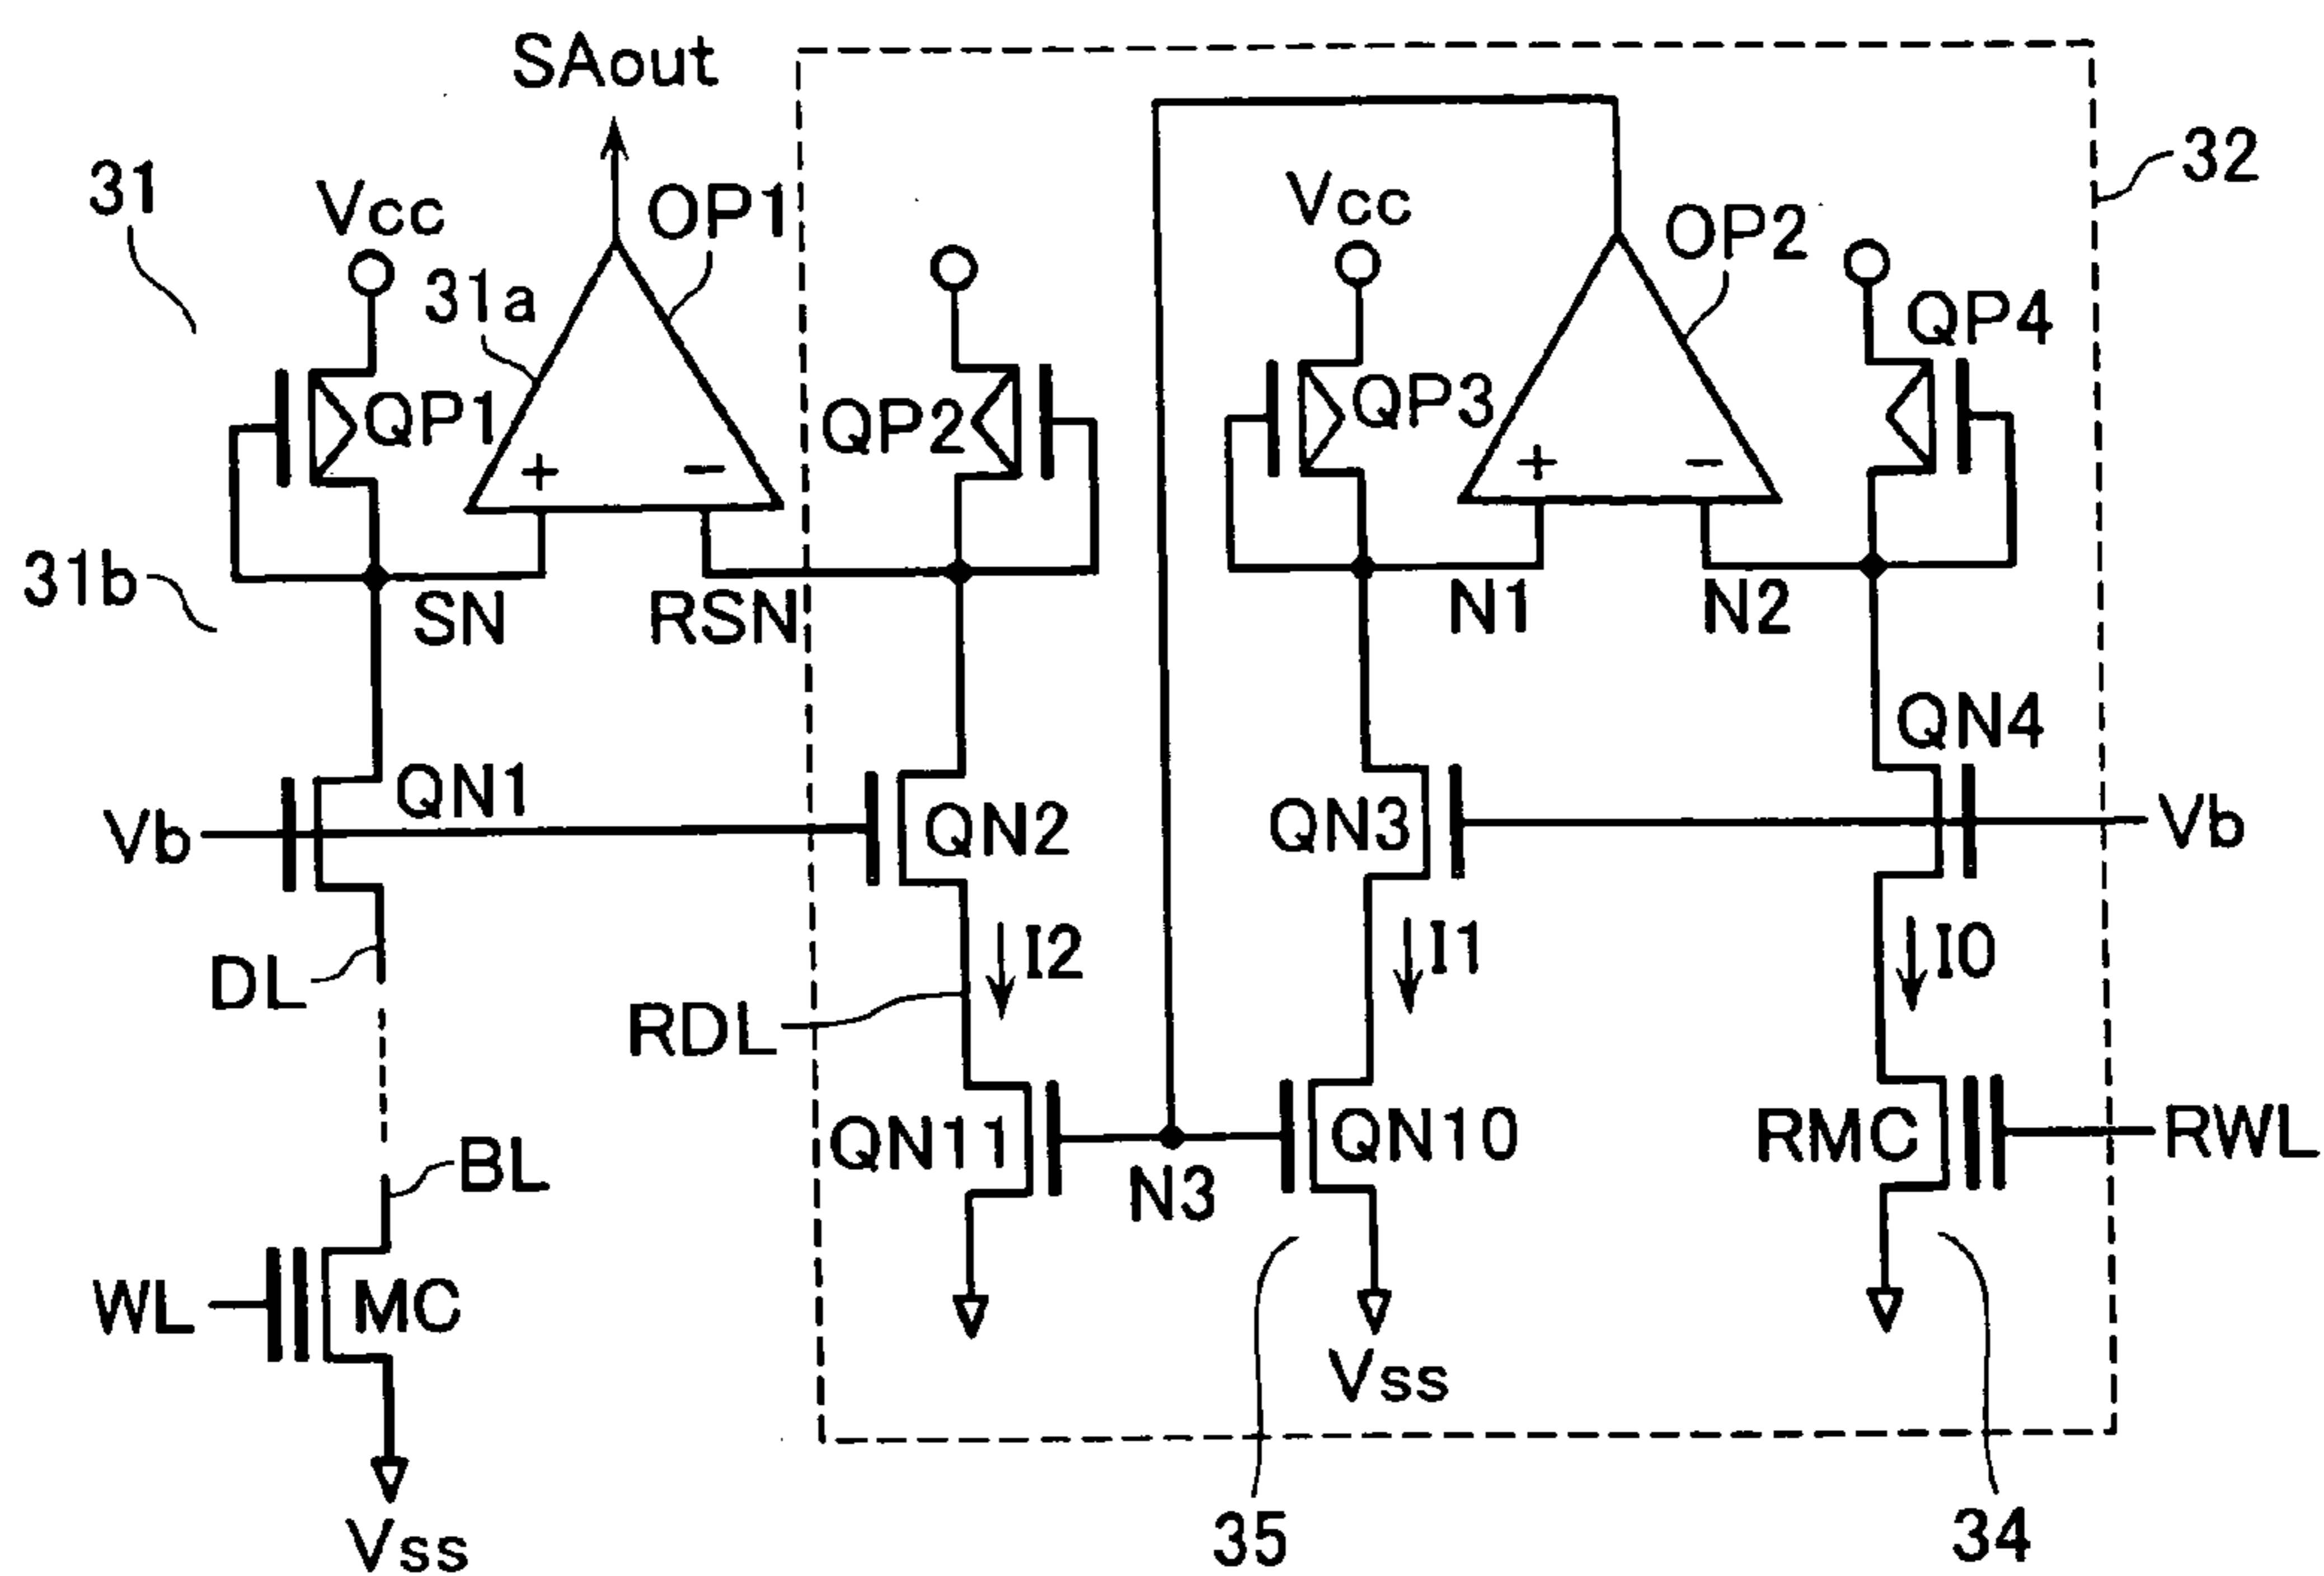 SAout
31
Vcc
OP1
31a
QP1
+
−
QP2
31b
SN
RSN
32
Vcc
OP2
QP4
QP3
+
−
N1
N2
Vb
QN1
QN2
QN3
QN4
Vb
DL
I2
I1
I0
RDL
BL
QN11
N3
QN10
RMC
RWL
WL
MC
Vss
Vss
35
34